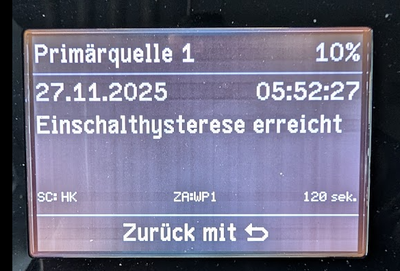 Primärquelle 1 10%
27.11.2025 05:52:27
Einschalthysterese erreicht
SC: HK ZA:WP1 120 sek.
Zurück mit